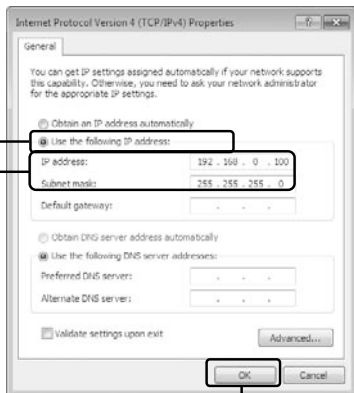 Internet Protocol Version 4 (TCP/IPv4) Properties
General
You can get IP settings assigned automatically if your network supports
this capability. Otherwise, you need to ask your network administrator
for the appropriate IP settings.
Obtain an IP address automatically
Use the following IP address:
IP address: 192 . 168 . 0 . 100
Subnet mask: 255 . 255 . 255 . 0
Default gateway: . . .
Obtain DNS server address automatically
Use the following DNS server addresses:
Preferred DNS server: . . .
Alternate DNS server: . . .
Validate settings upon exit
Advanced...
OK Cancel